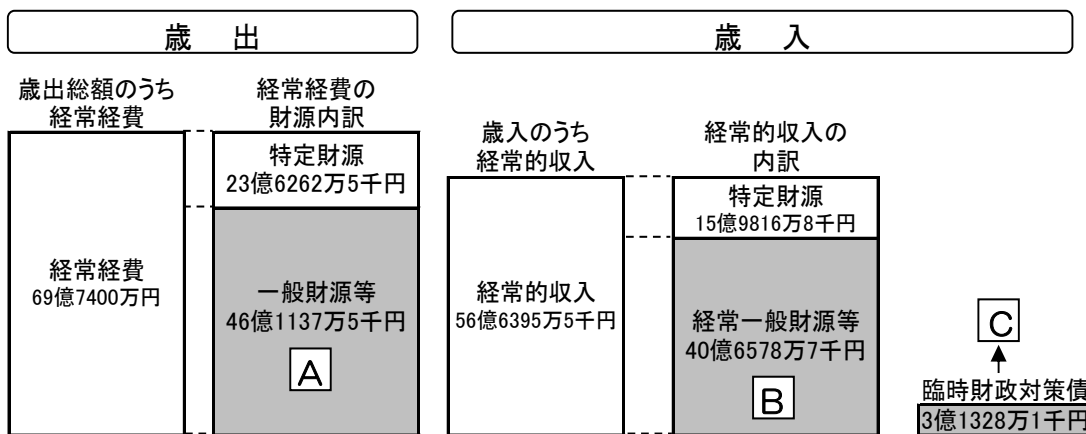 歳 出
歳出総額のうち
経常経費
経常経費の
財源内訳
経常経費
69億7400万円
特定財源
23億6262万5千円
一般財源等
46億1137万5千円
A
歳 入
歳入のうち
経常的収入
経常的収入の
内訳
経常的収入
56億6395万5千円
特定財源
15億9816万8千円
経常一般財源等
40億6578万7千円
B
C
臨時財政対策債
3億1328万1千円